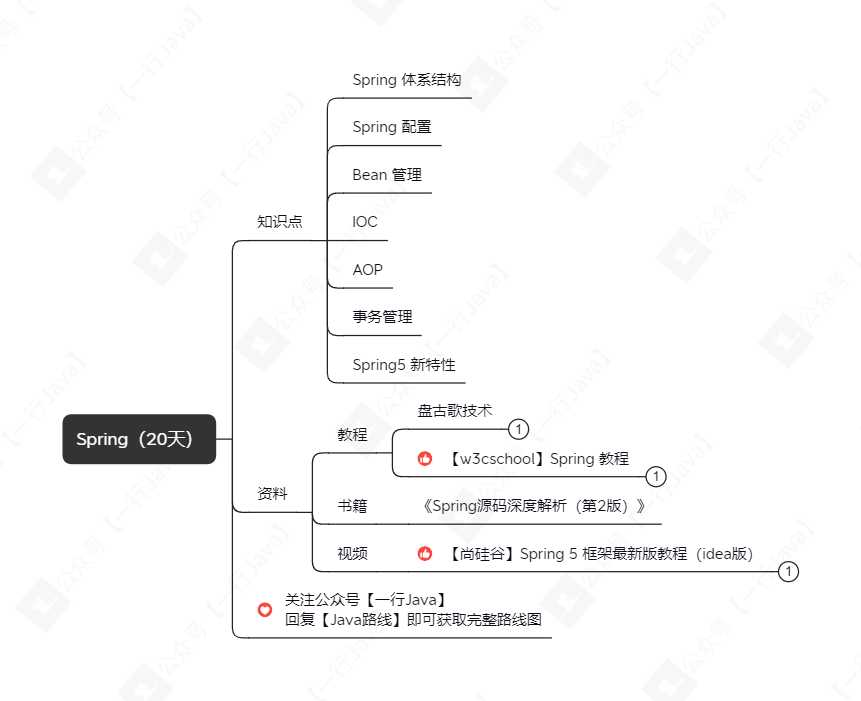 Spring 体系结构
Spring 配置
Bean 管理
知识点
IOC
AOP
事务管理
Spring5 新特性
Spring（20天）
盘古歌技术
1
教程
【w3cschool】Spring 教程
1
资料
书籍
《Spring源码深度解析（第2版）》
视频
【尚硅谷】Spring 5 框架最新版教程（idea版）
1
关注公众号【一行Java】
回复【Java路线】即可获取完整路线图
公众号【一行Java】